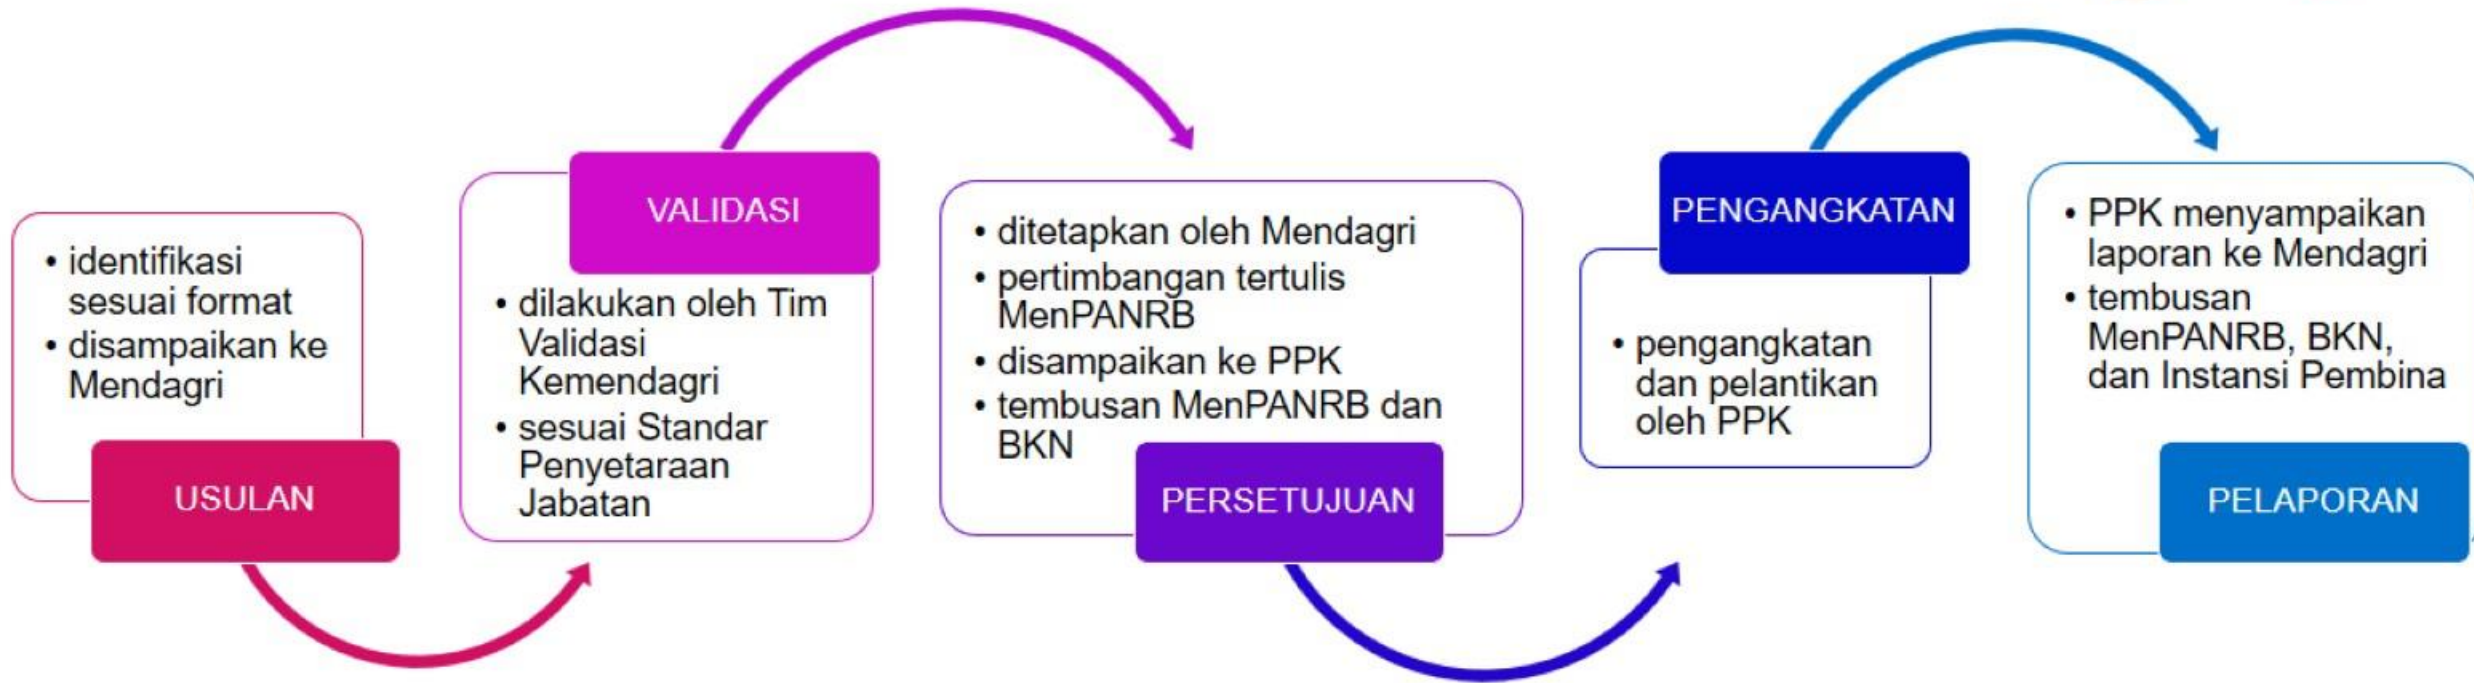 • identifikasi
sesuai format
• disampaikan ke
Mendagri
USULAN
VALIDASI
• dilakukan oleh Tim
Validasi
Kemendagri
• sesuai Standar
Penyetaraan
Jabatan
• ditetapkan oleh Mendagri
• pertimbangan tertulis
MenPANRB
• disampaikan ke PPK
• tembusan MenPANRB dan
BKN
PERSETUJUAN
PENGANGKATAN
• pengangkatan
dan pelantikan
oleh PPK
• PPK menyampaikan
laporan ke Mendagri
• tembusan
MenPANRB, BKN,
dan Instansi Pembina
PELAPORAN